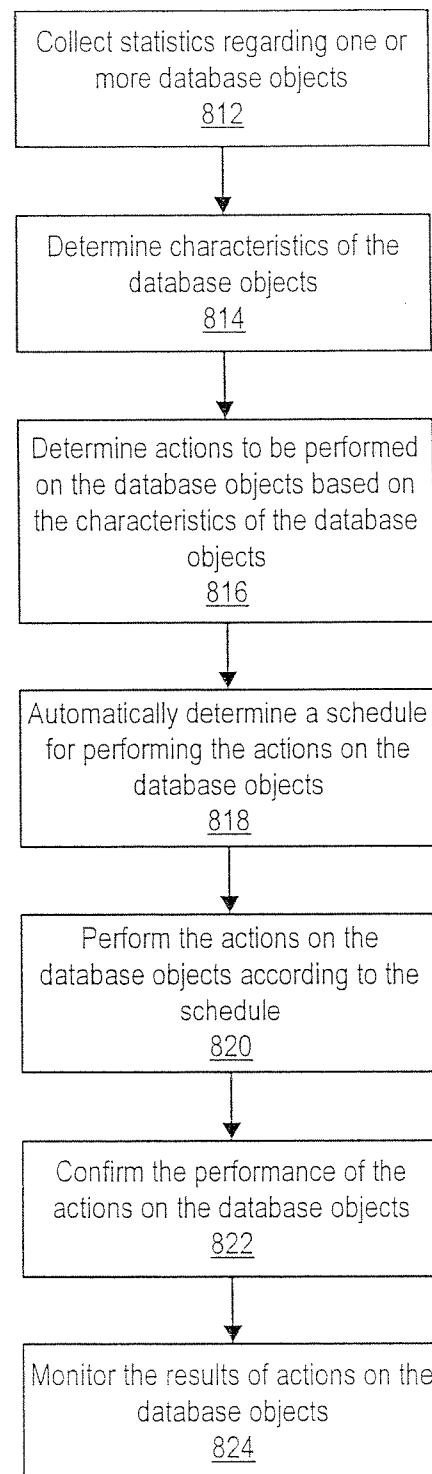 Collect statistics regarding one or
more database objects
812
Determine characteristics of the
database objects
814
Determine actions to be performed
on the database objects based on
the characteristics of the database
objects
816
Automatically determine a schedule
for performing the actions on the
database objects
818
Perform the actions on the
database objects according to the
schedule
820
Confirm the performance of the
actions on the database objects
822
Monitor the results of actions on the
database objects
824